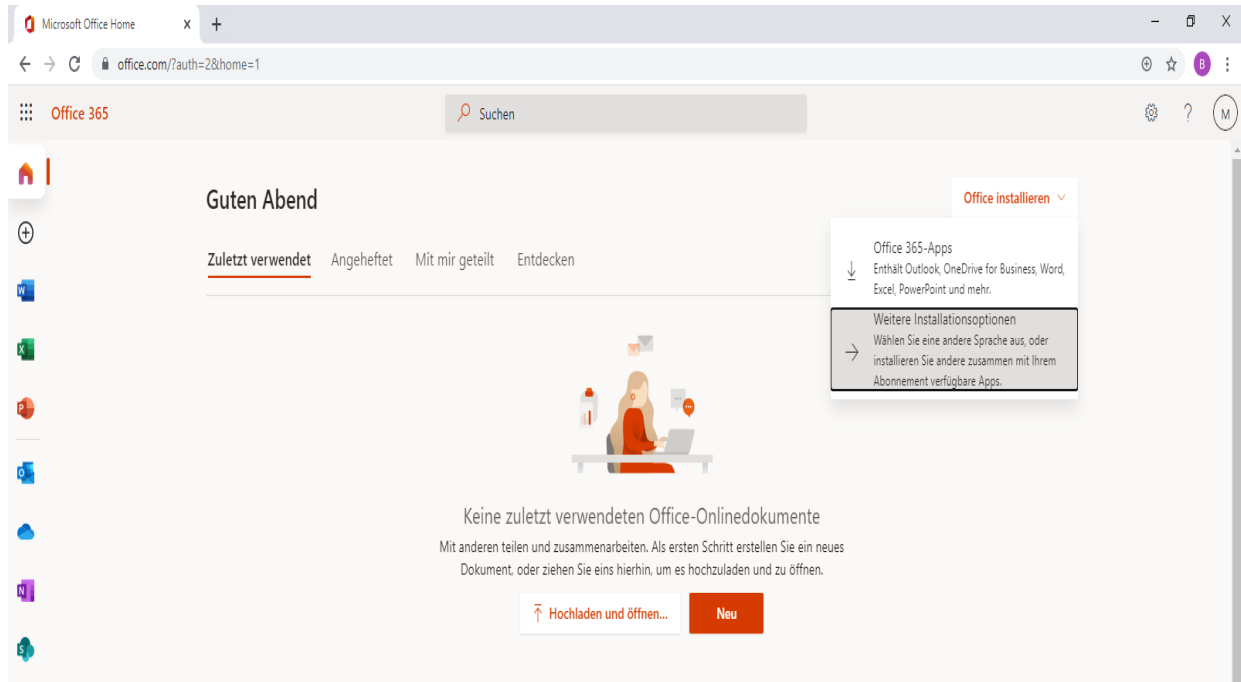 Microsoft Office Home
office.com/?auth=2&home=1
B
Office 365
Suchen
?
M
Guten Abend
Office installieren
Zuletzt verwendet Angeheftet Mit mir geteilt Entdecken
Office 365-Apps
Enthält Outlook, OneDrive for Business, Word,
Excel, PowerPoint und mehr.
Weitere Installationsoptionen
Wählen Sie eine andere Sprache aus, oder
installieren Sie andere zusammen mit Ihrem
Abonnement verfügbare Apps.
W
X
P
O
N
S
Keine zuletzt verwendeten Office-Onlinedokumente
Mit anderen teilen und zusammenarbeiten. Als ersten Schritt erstellen Sie ein neues
Dokument, oder ziehen Sie eins hierhin, um es hochzuladen und zu öffnen.
Hochladen und öffnen...
Neu